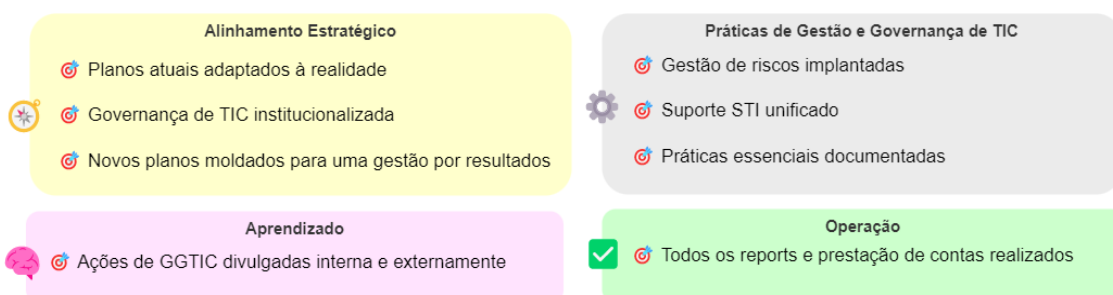 Alinhamento Estratégico
Planos atuais adaptados à realidade
Governança de TIC institucionalizada
Novos planos moldados para uma gestão por resultados
Práticas de Gestão e Governança de TIC
Gestão de riscos implantadas
Suporte STI unificado
Práticas essenciais documentadas
Aprendizado
Ações de GGTIC divulgadas interna e externamente
Operação
Todos os reports e prestação de contas realizados